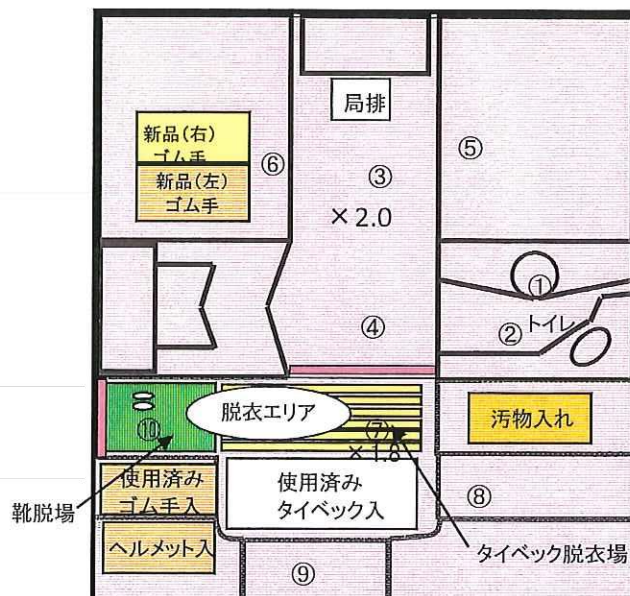 局排
新品(右)
ゴム手
新品(左)
ゴム手
⑥
③
⑤
×2.0
①
④
②
トイレ
脱衣エリア
⑦
×1.8
⑩
汚物入れ
靴脱場
使用済み
ゴム手入
使用済み
タイベック入
⑧
ヘルメット入
タイベック脱衣場
⑨